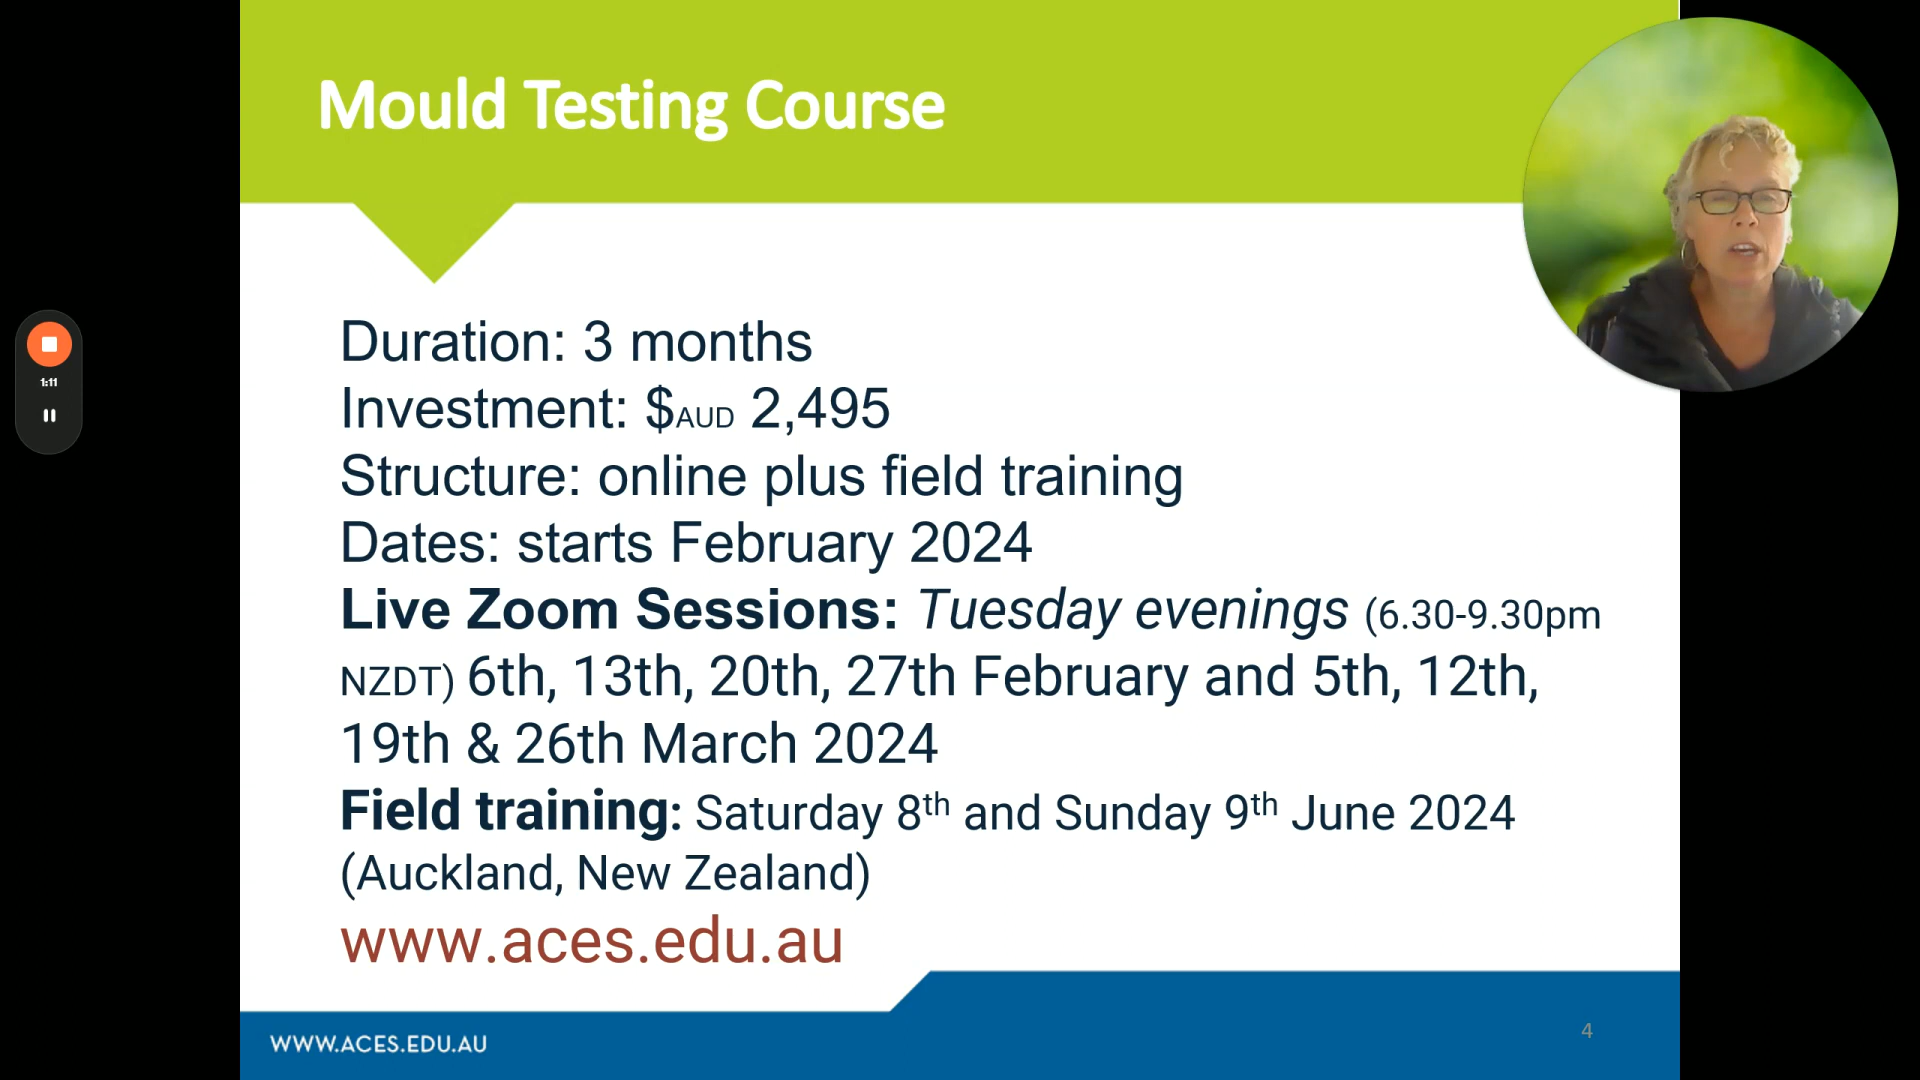 Mould Testing Course
1:11
Duration: 3 months
Investment: $AUD 2,495
Structure: online plus field training
Dates: starts February 2024
Live Zoom Sessions: Tuesday evenings (6.30-9.30pm
NZDT) 6th, 13th, 20th, 27th February and 5th, 12th,
19th & 26th March 2024
Field training: Saturday 8th and Sunday 9th June 2024
(Auckland, New Zealand)
www.aces.edu.au
WWW.ACES.EDU.AU
4